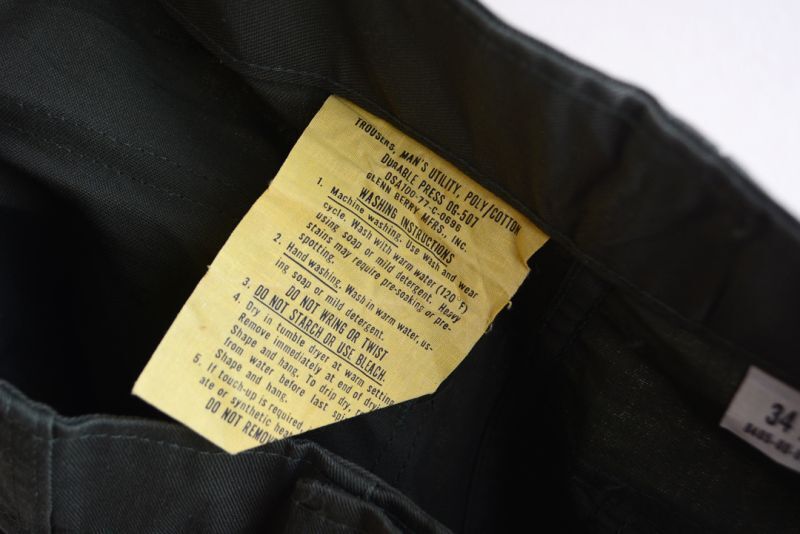 TROUSERS, MAN'S UTILITY, POLY/COTTON
DURABLE PRESS OG-507
DSA100-77-C-0696
GLENN BERRY MFRS., INC.
WASHING INSTRUCTIONS
1. Machine washing. Use wash and wear
cycle. Wash with warm water (120°F)
using soap or mild detergent. Heavy
stains may require pre-soaking or pre-
spotting.
2. Hand washing. Wash in warm water, us-
ing soap or mild detergent.
DO NOT WRING OR TWIST
3. DO NOT STARCH OR USE BLEACH.
4. Dry in tumble dryer at warm setting
Remove immediately at end of dryin
Shape and hang. To drip dry,
from water before last spi
Shape and hang.
5. If touch-up is required,
ate or synthetic heat
DO NOT REMOV
34